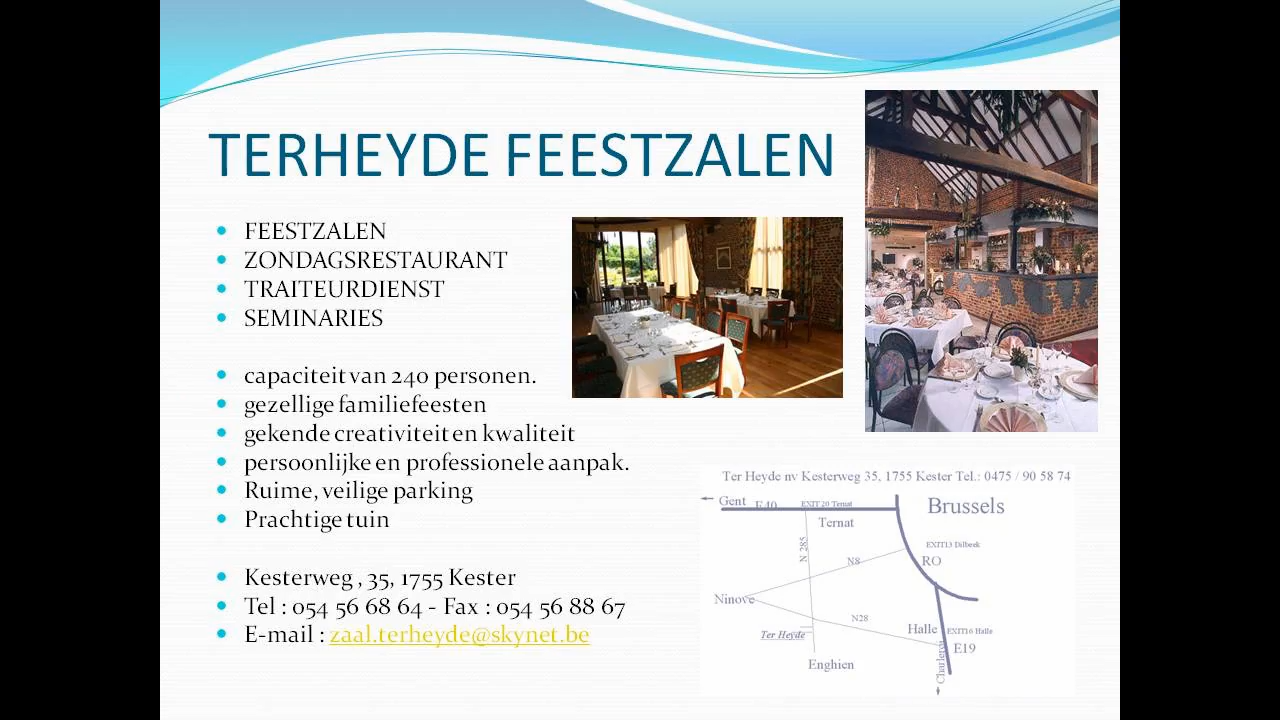 TERHEYDE FEESTZALEN
FEESTZALEN
ZONDAGSRESTAURANT
TRAITEURDIENST
SEMINARIES
capaciteit van 240 personen.
gezellige familiefeesten
gekende creativiteit en kwaliteit
persoonlijke en professionele aanpak.
Ruime, veilige parking
Prachtige tuin
Kesterweg , 35, 1755 Kester
Tel : 054 56 68 64 - Fax : 054 56 88 67
E-mail : zaal.terheyde@skynet.be
Ter Heyde nv Kesterweg 35, 1755 Kester Tel.: 0475 / 90 58 74
Gent
E40
EXIT 20 Ternat
Brussels
Ternat
N 285
EXIT13 Dilbeek
N8
RO
Ninove
N28
Halle
EXIT16 Halle
Ter Heyde
E19
Enghien
Charleroi